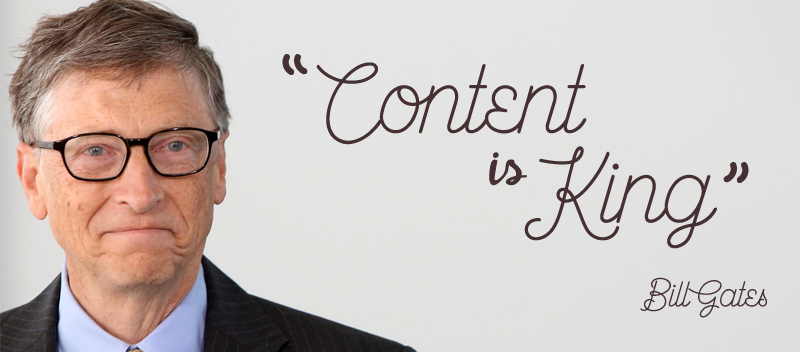 “Content
is King”
Bill Gates